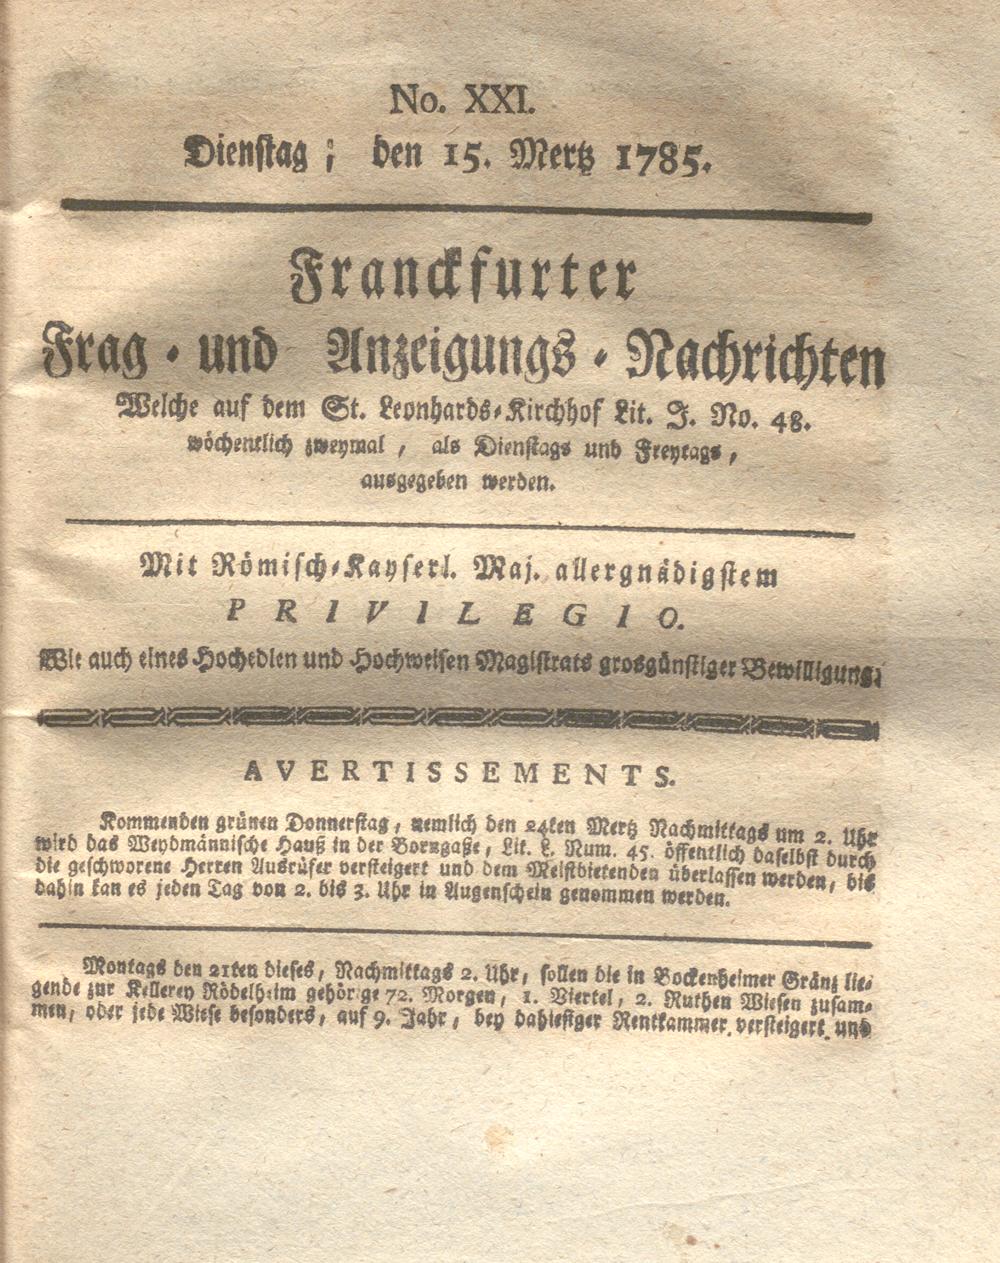 No. XXI.
Dienstag; den 15. Mertz 1785.
Franckfurter
Frag- und Anzeigungs-Nachrichten
Welche auf dem St. Leonhards-Kirchhof Lit. J. No. 48.
wöchentlich zweymal, als Dienstags und Freytags,
ausgegeben werden.
Mit Römisch-Kayserl. Maj. allergnädigstem
PRIVILEGIO.
Wie auch eines Hochedlen und Hochweisen Magistrats grosgünstiger Bewilligung.
AVERTISSEMENTS.
Kommenden grünen Donnerstag, nemlich den 24ten Mertz Nachmittags um 2. Uhr
wird das Weydmännische Hauß in der Borngaße, Lit. L. Num. 45. öffentlich daselbst durch
die geschworene Herren Ausrüfer versteigert und dem Meistbietenden überlassen werden, bis
dahin kan es jeden Tag von 2. bis 3. Uhr in Augenschein genommen werden.
Montags den 21ten dieses, Nachmittags 2. Uhr, sollen die in Bockenheimer Gränz lie-
gende zur Kellerey Rödelheim gehörige 72. Morgen, 1. Viertel, 2. Ruthen Wiesen zusam-
men, oder jede Wiese besonders, auf 9. Jahr, bey dahiesiger Rentkammer versteigert und